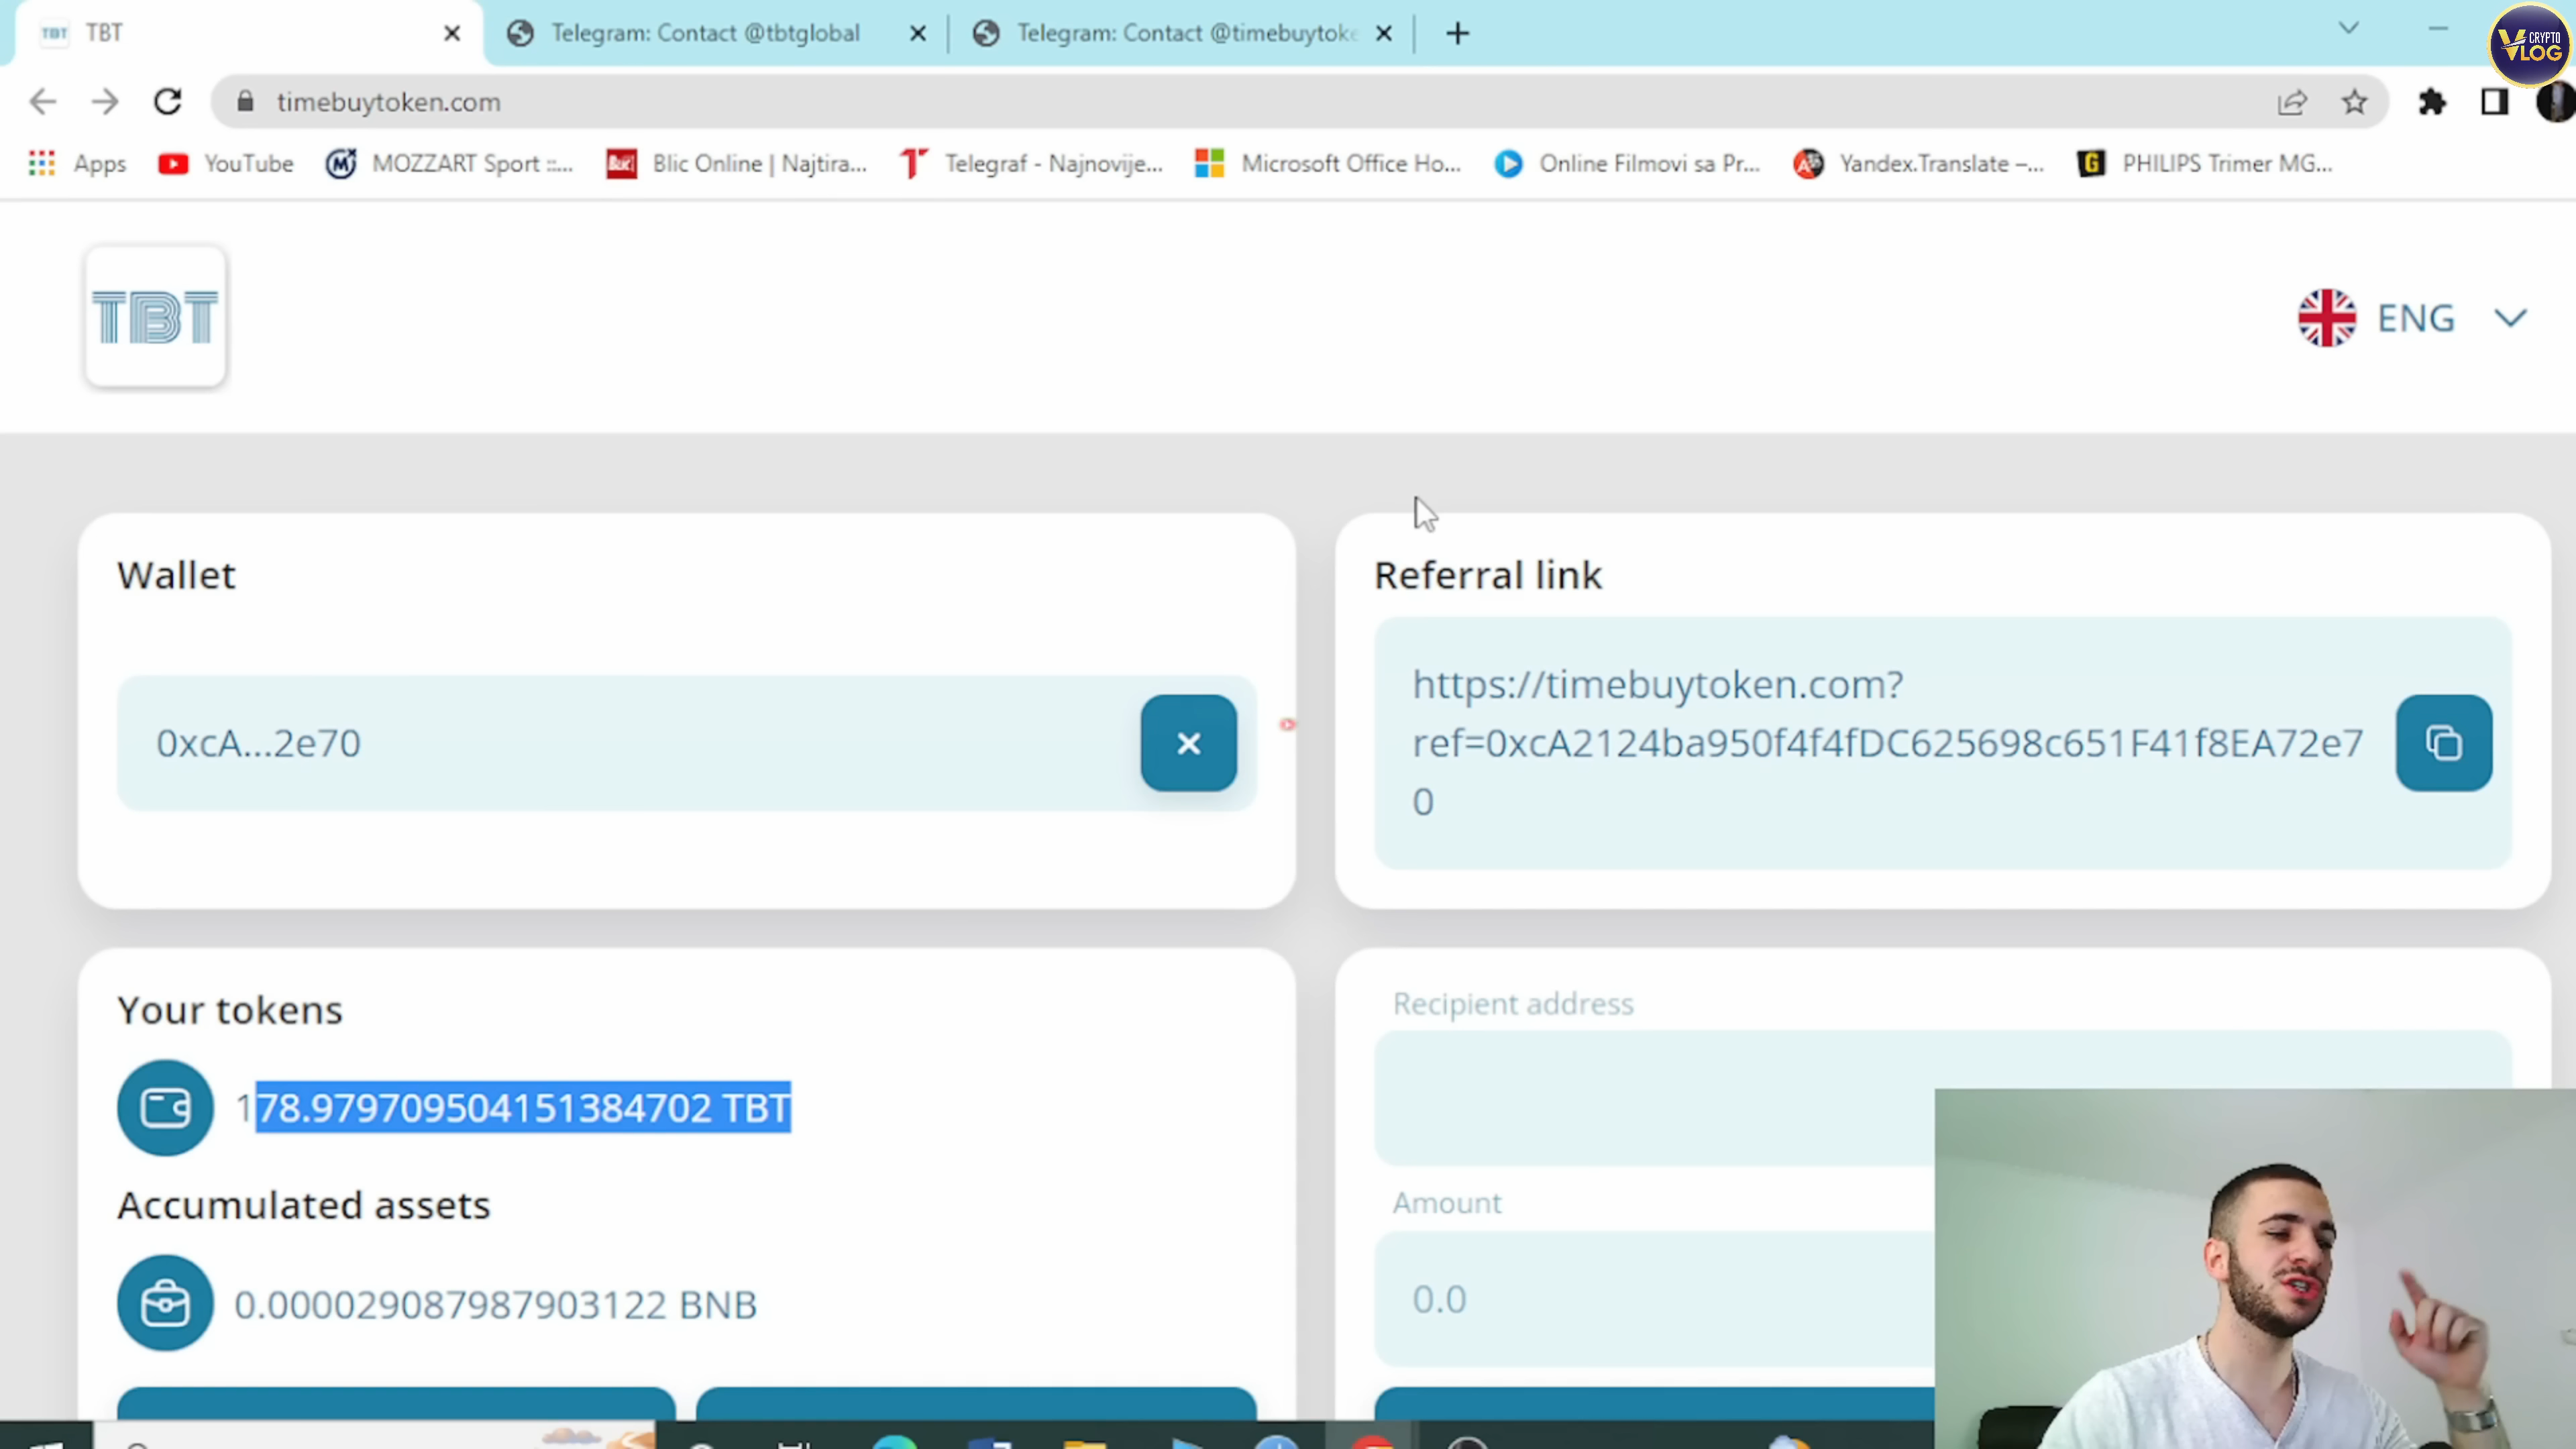 TBT TBT
Telegram: Contact @tbtglobal
Telegram: Contact @timebuytoke
CRYPTO
VLOG
timebuytoken.com
Apps
YouTube
MOZZART Sport ::...
Blic Online | Najtira...
Telegraf - Najnovije...
Microsoft Office Ho...
Online Filmovi sa Pr...
Yandex.Translate –...
PHILIPS Trimer MG...
TBT
ENG
Wallet
0xcA...2e70
Referral link
https://timebuytoken.com?
ref=0xcA2124ba950f4f4fDC625698c651F41f8EA72e7
0
Your tokens
178.979709504151384702 TBT
Accumulated assets
0.000029087987903122 BNB
Recipient address
Amount
0.0